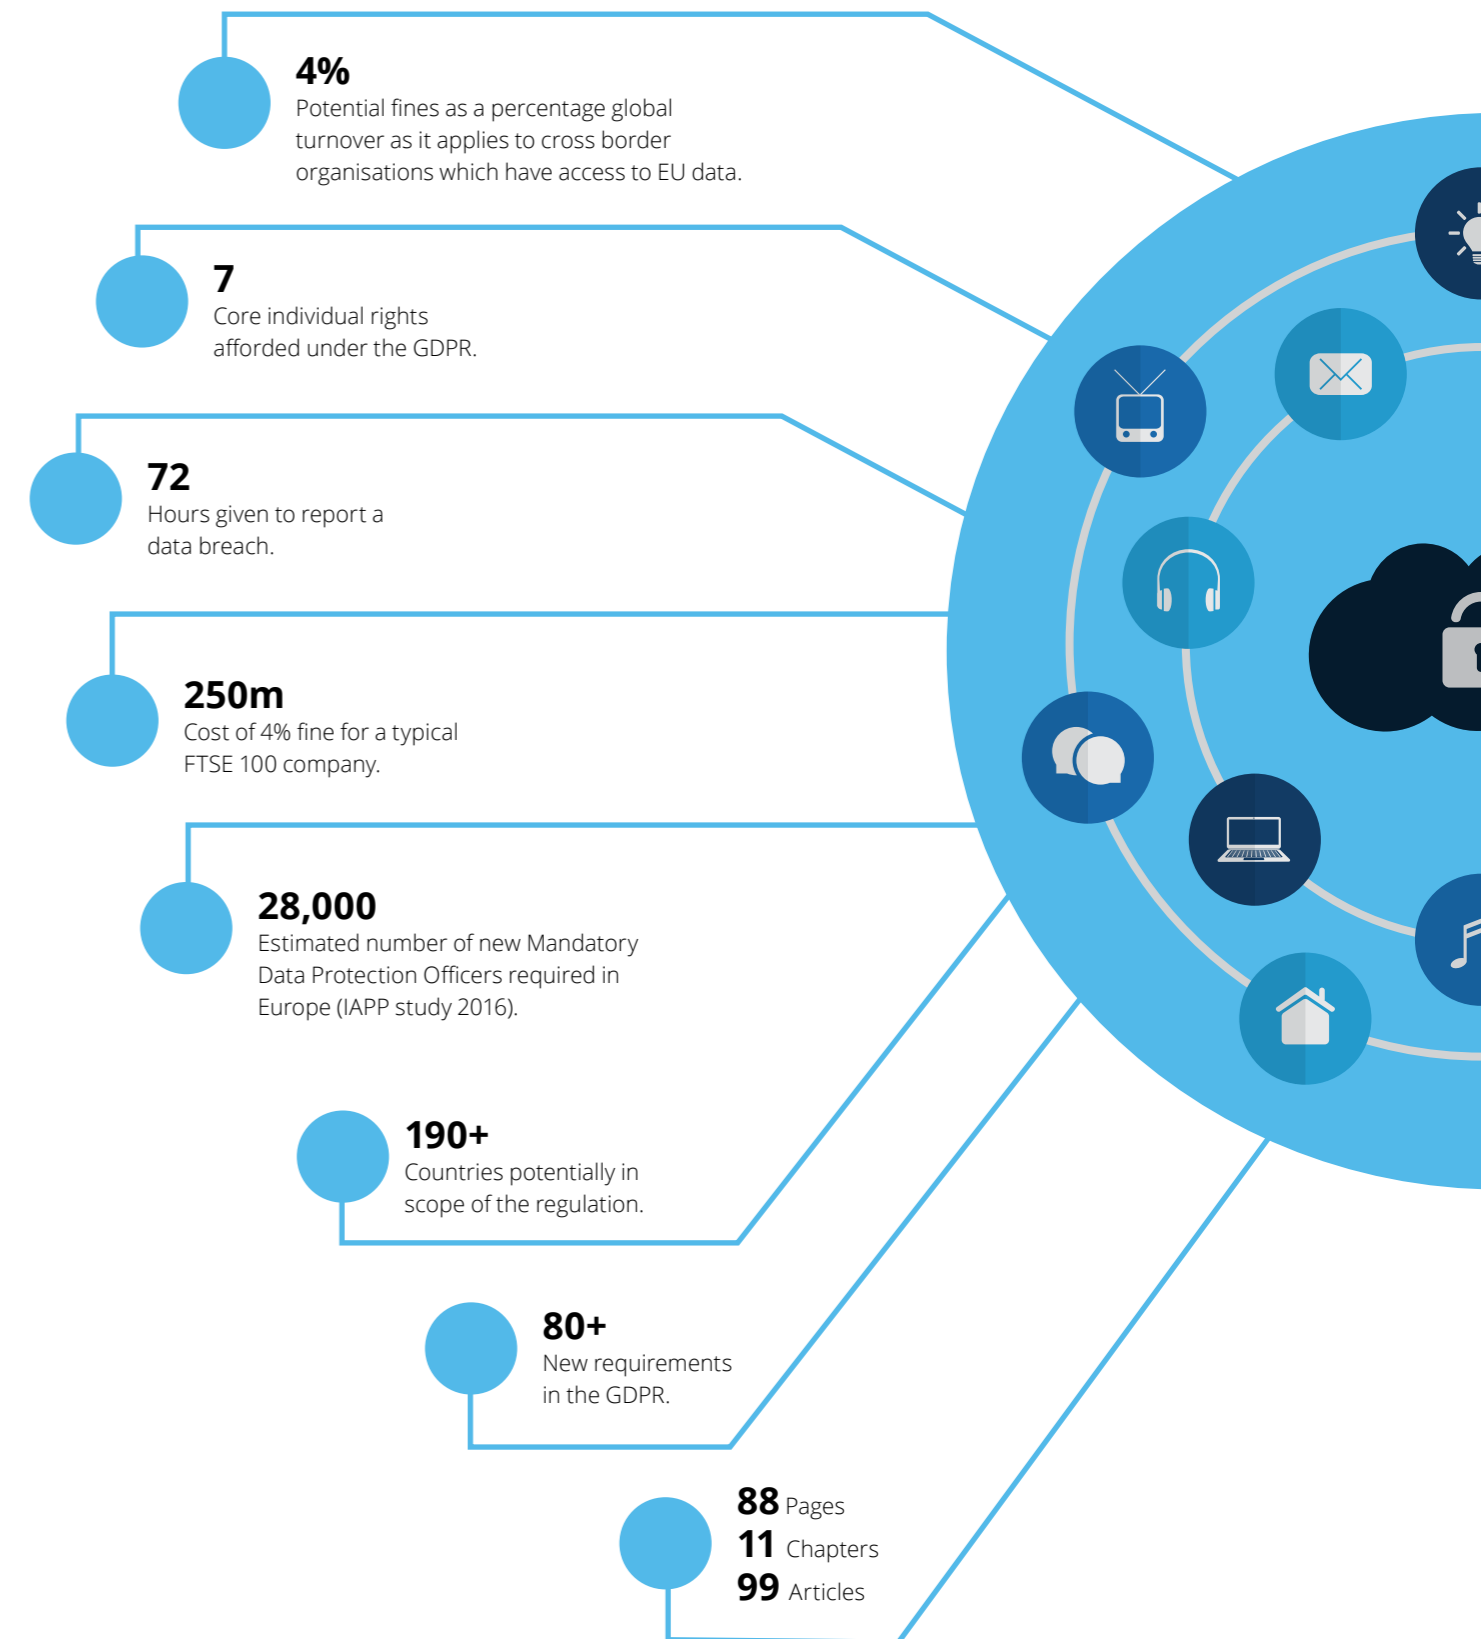 4%
Potential fines as a percentage global
turnover as it applies to cross border
organisations which have access to EU data.
7
Core individual rights
afforded under the GDPR.
72
Hours given to report a
data breach.
250m
Cost of 4% fine for a typical
FTSE 100 company.
28,000
Estimated number of new Mandatory
Data Protection Officers required in
Europe (IAPP study 2016).
190+
Countries potentially in
scope of the regulation.
80+
New requirements
in the GDPR.
88 Pages
11 Chapters
99 Articles